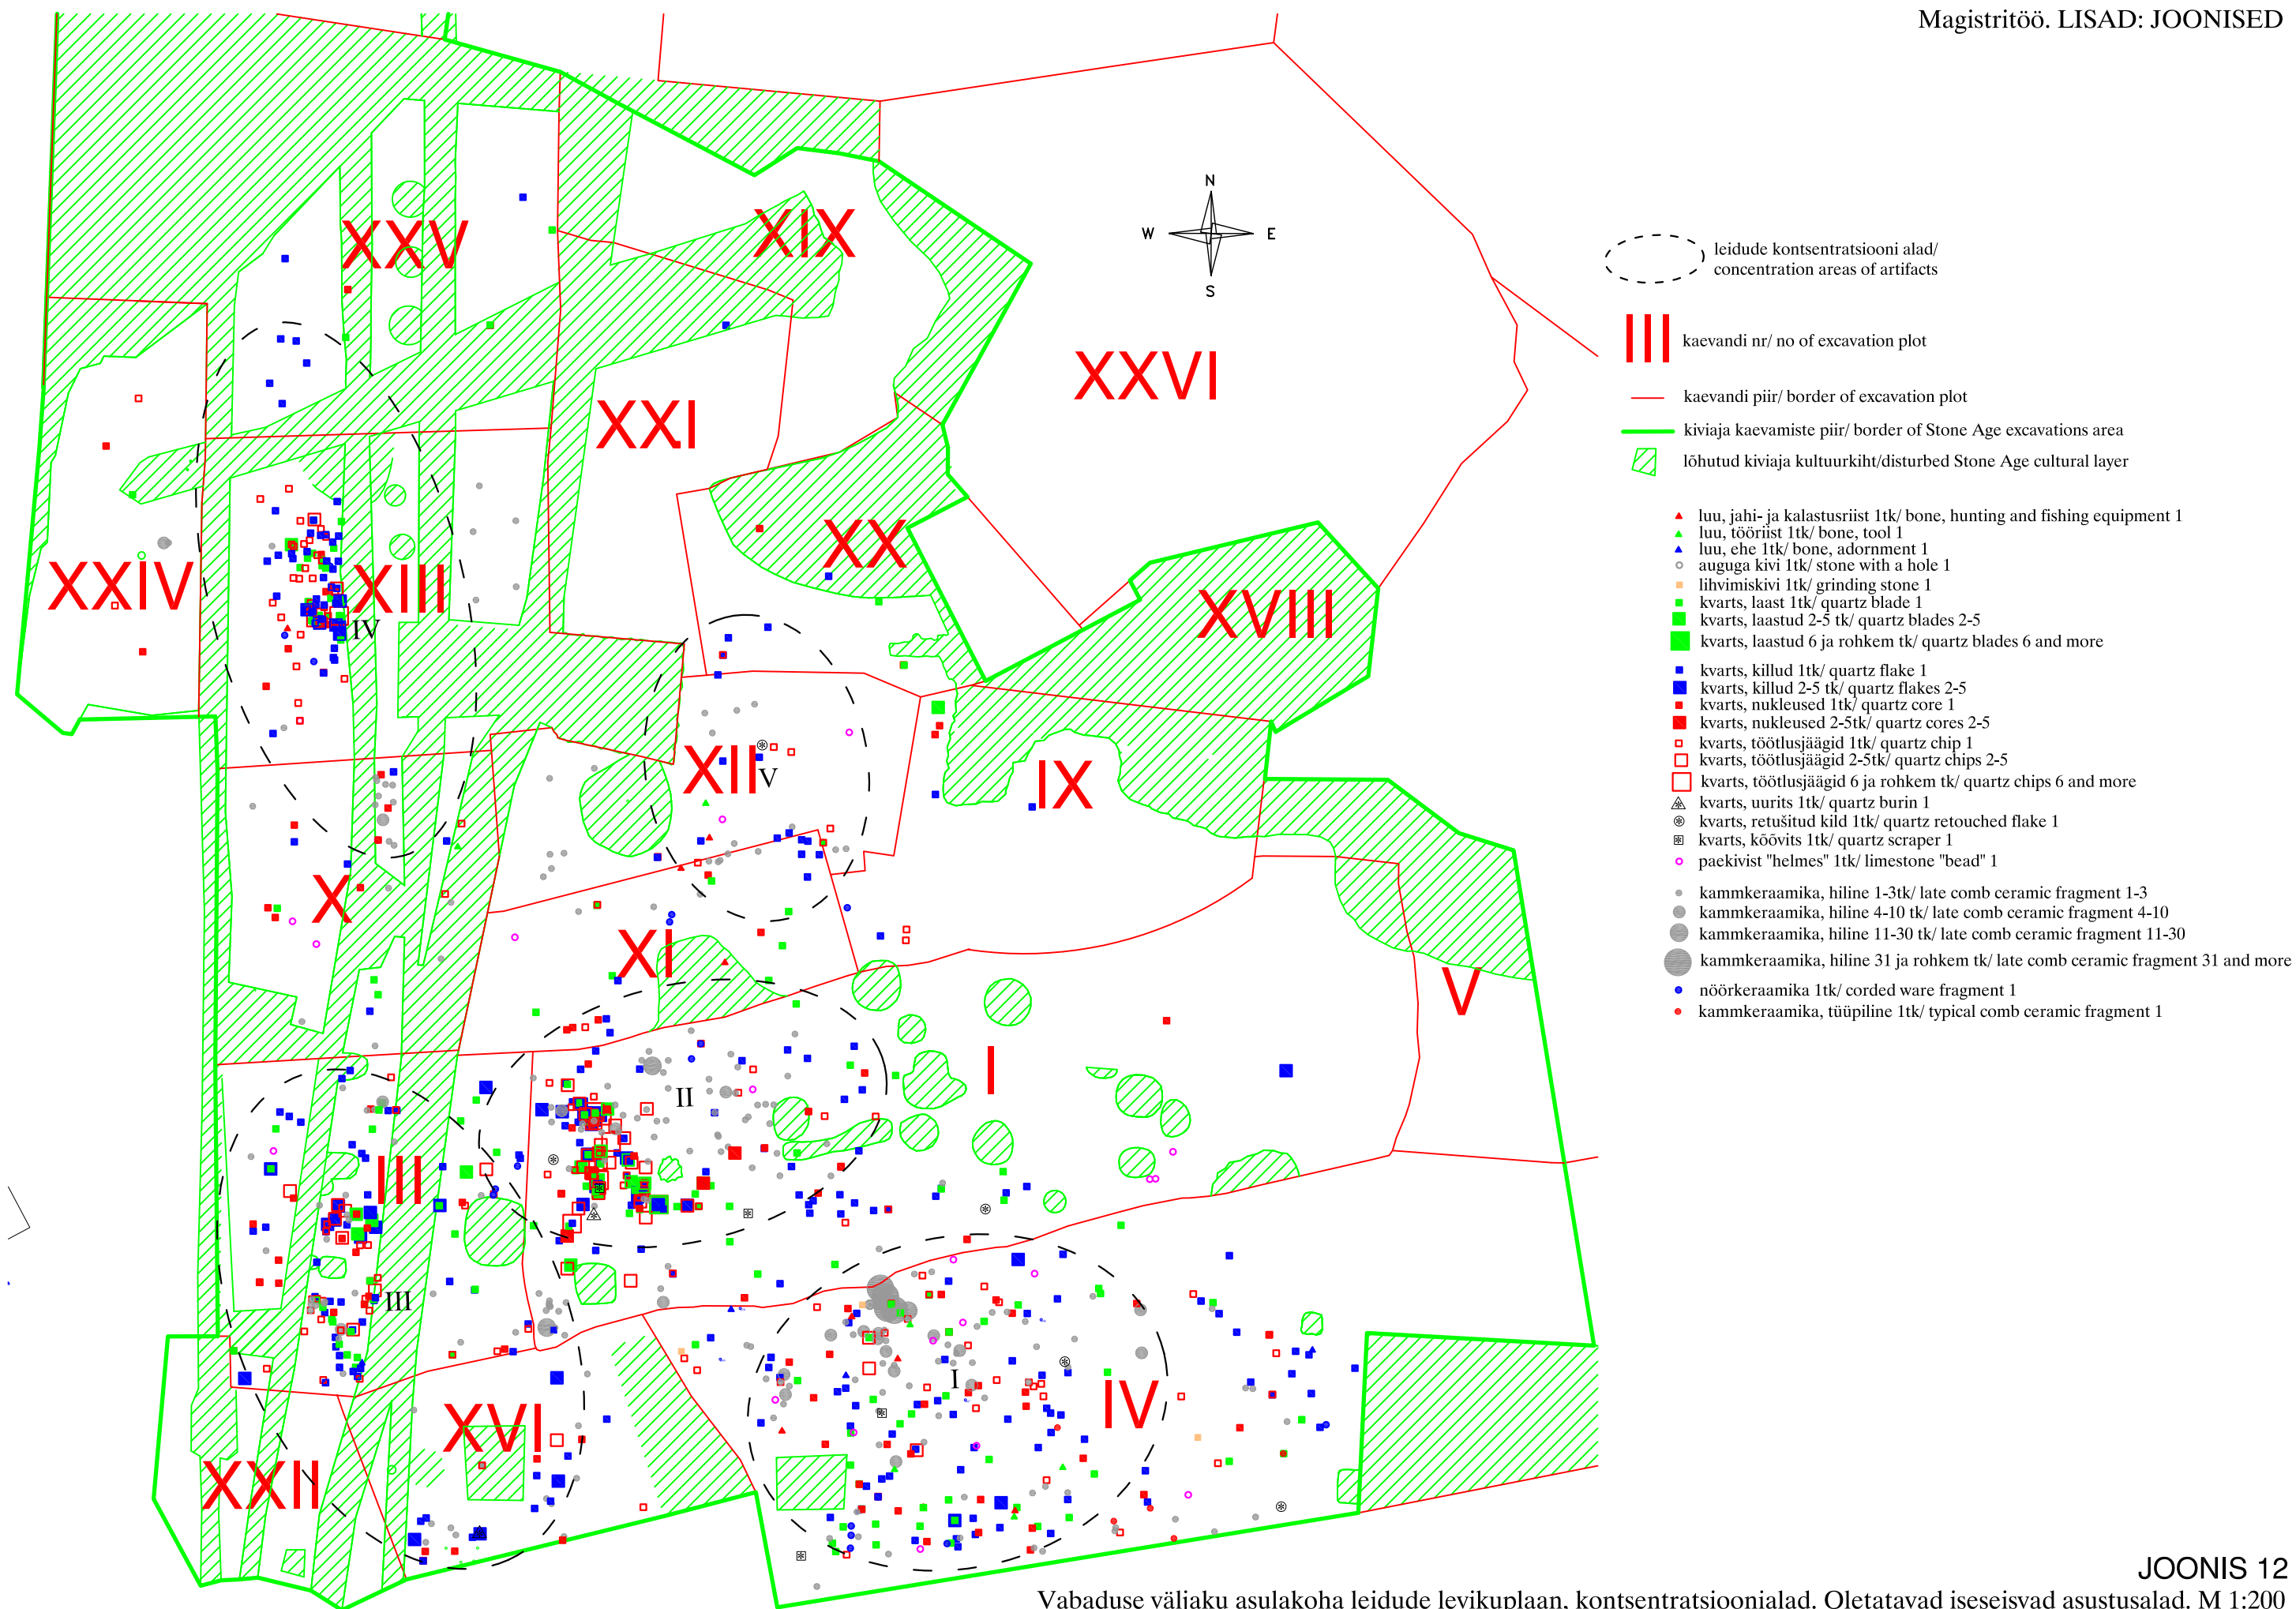 Magistritöö. LISAD: JOONISED
XXV
XIX
N
W
E
S
XXVI
XXI
XX
XXIV
XIII
IV
XVIII
XII
V
IX
X
XI
V
I
II
III
III
I
IV
XVI
XXII
leidude kontsentratsiooni alad/
concentration areas of artifacts
III
kaevandi nr/ no of excavation plot
kaevandi piir/ border of excavation plot
kiviaja kaevamiste piir/ border of Stone Age excavations area
lõhutud kiviaja kultuurkiht/disturbed Stone Age cultural layer
luu, jahi- ja kalastusriist 1tk/ bone, hunting and fishing equipment 1
luu, tööriist 1tk/ bone, tool 1
luu, ehe 1tk/ bone, adornment 1
auguga kivi 1tk/ stone with a hole 1
lihvimiskivi 1tk/ grinding stone 1
kvarts, laast 1tk/ quartz blade 1
kvarts, laastud 2-5 tk/ quartz blades 2-5
kvarts, laastud 6 ja rohkem tk/ quartz blades 6 and more
kvarts, killud 1tk/ quartz flake 1
kvarts, killud 2-5 tk/ quartz flakes 2-5
kvarts, nukleused 1tk/ quartz core 1
kvarts, nukleused 2-5tk/ quartz cores 2-5
kvarts, töötlusjäägid 1tk/ quartz chip 1
kvarts, töötlusjäägid 2-5tk/ quartz chips 2-5
kvarts, töötlusjäägid 6 ja rohkem tk/ quartz chips 6 and more
kvarts, uurits 1tk/ quartz burin 1
kvarts, retušitud kild 1tk/ quartz retouched flake 1
kvarts, kõõvits 1tk/ quartz scraper 1
paekivist "helmes" 1tk/ limestone "bead" 1
kammkeraamika, hiline 1-3tk/ late comb ceramic fragment 1-3
kammkeraamika, hiline 4-10 tk/ late comb ceramic fragment 4-10
kammkeraamika, hiline 11-30 tk/ late comb ceramic fragment 11-30
kammkeraamika, hiline 31 ja rohkem tk/ late comb ceramic fragment 31 and more
nöörkeraamika 1tk/ corded ware fragment 1
kammkeraamika, tüüpiline 1tk/ typical comb ceramic fragment 1
JOONIS 12
Vabaduse väljaku asulakoha leidude levikuplaan, kontsentratsioonialad. Oletatavad iseseisvad asustusalad. M 1:200